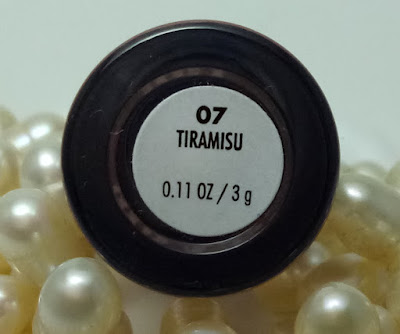 07
TIRAMISU
0.11 OZ / 3 g